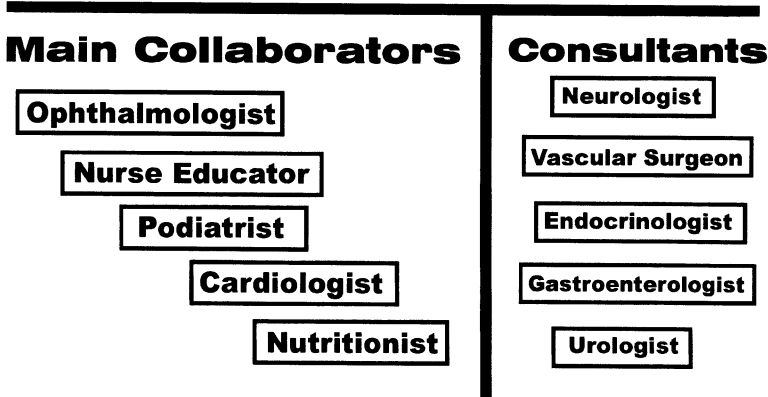 Main Collaborators
Ophthalmologist
Nurse Educator
Podiatrist
Cardiologist
Nutritionist
Consultants
Neurologist
Vascular Surgeon
Endocrinologist
Gastroenterologist
Urologist